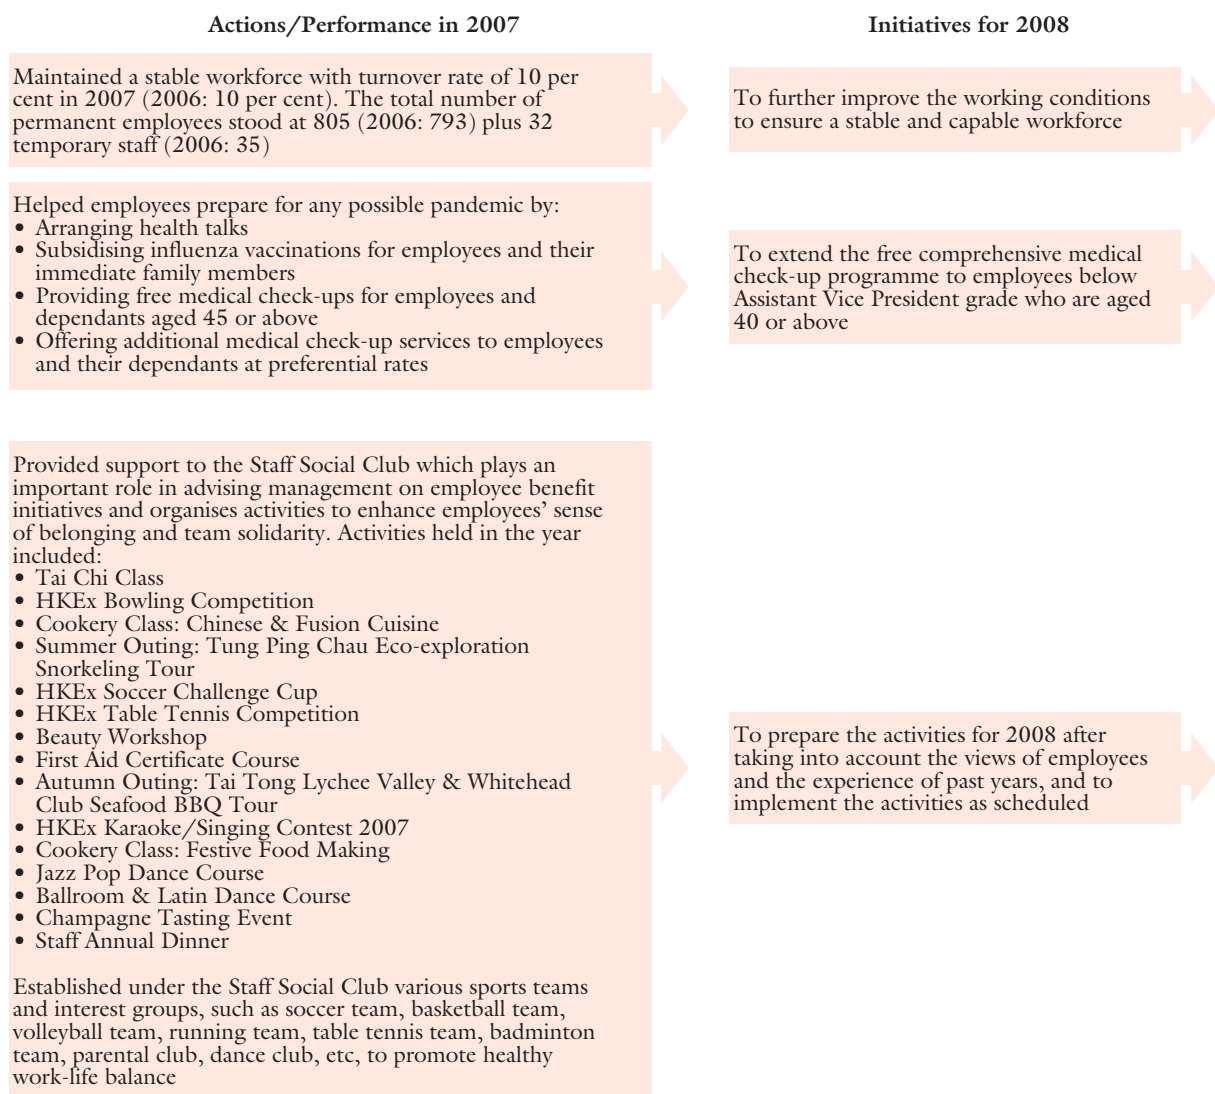 Actions/Performance in 2007
Initiatives for 2008
Maintained a stable workforce with turnover rate of 10 per
cent in 2007 (2006: 10 per cent). The total number of
permanent employees stood at 805 (2006: 793) plus 32
temporary staff (2006: 35)
To further improve the working conditions
to ensure a stable and capable workforce
Helped employees prepare for any possible pandemic by:
• Arranging health talks
• Subsidising influenza vaccinations for employees and their
immediate family members
• Providing free medical check-ups for employees and
dependants aged 45 or above
• Offering additional medical check-up services to employees
and their dependants at preferential rates
To extend the free comprehensive medical
check-up programme to employees below
Assistant Vice President grade who are aged
40 or above
Provided support to the Staff Social Club which plays an
important role in advising management on employee benefit
initiatives and organises activities to enhance employees’ sense
of belonging and team solidarity. Activities held in the year
included:
• Tai Chi Class
• HKEx Bowling Competition
• Cookery Class: Chinese & Fusion Cuisine
• Summer Outing: Tung Ping Chau Eco-exploration
Snorkeling Tour
• HKEx Soccer Challenge Cup
• HKEx Table Tennis Competition
• Beauty Workshop
• First Aid Certificate Course
• Autumn Outing: Tai Tong Lychee Valley & Whitehead
Club Seafood BBQ Tour
• HKEx Karaoke/Singing Contest 2007
• Cookery Class: Festive Food Making
• Jazz Pop Dance Course
• Ballroom & Latin Dance Course
• Champagne Tasting Event
• Staff Annual Dinner
Established under the Staff Social Club various sports teams
and interest groups, such as soccer team, basketball team,
volleyball team, running team, table tennis team, badminton
team, parental club, dance club, etc, to promote healthy
work-life balance
To prepare the activities for 2008 after
taking into account the views of employees
and the experience of past years, and to
implement the activities as scheduled